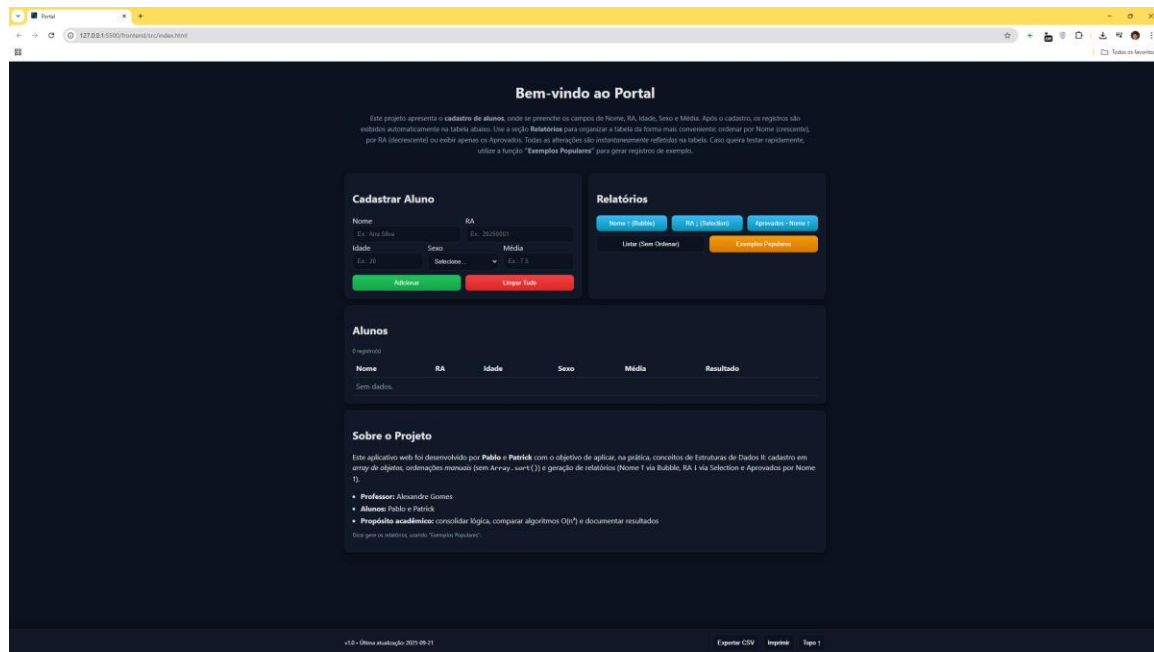 Portal
127.0.0.1:5500/frontend/src/index.html
Todos os favoritos
Bem-vindo ao Portal
Este projeto apresenta o cadastro de alunos, onde se preenche os campos de Nome, RA, Idade, Sexo e Média. Após o cadastro, os registros são
exibidos automaticamente na tabela abaixo. Use a seção Relatórios para organizar a tabela da forma mais conveniente: ordenar por Nome (crescente),
por RA (decrescente) ou exibir apenas os Aprovados. Todas as alterações são instantaneamente refletidas na tabela. Caso queira testar rapidamente,
utilize a função "Exemplos Populares" para gerar registros de exemplo.
Cadastrar Aluno
Nome RA
Ex.: Ana Silva Ex.: 20250001
Idade Sexo Média
Ex.: 20 Selecione... Ex.: 7.5
Adicionar Limpar Tudo
Relatórios
Nome ↑ (Bubble) RA ↓ (Selection) Aprovados - Nome ↑
Listar (Sem Ordenar) Exemplos Populares
Alunos
0 registro(s)
Nome RA Idade Sexo Média Resultado
Sem dados.
Sobre o Projeto
Este aplicativo web foi desenvolvido por Pablo e Patrick com o objetivo de aplicar, na prática, conceitos de Estruturas de Dados II: cadastro em
array de objetos, ordenações manuais (sem Array.sort()) e geração de relatórios (Nome ↑ via Bubble, RA ↓ via Selection e Aprovados por Nome
↑).
• Professor: Alexandre Gomes
• Alunos: Pablo e Patrick
• Propósito acadêmico: consolidar lógica, comparar algoritmos O(n²) e documentar resultados
Dica: gere os relatórios, usando "Exemplos Populares".
v1.0 • Última atualização: 2025-09-21
Exportar CSV Imprimir Topo ↑